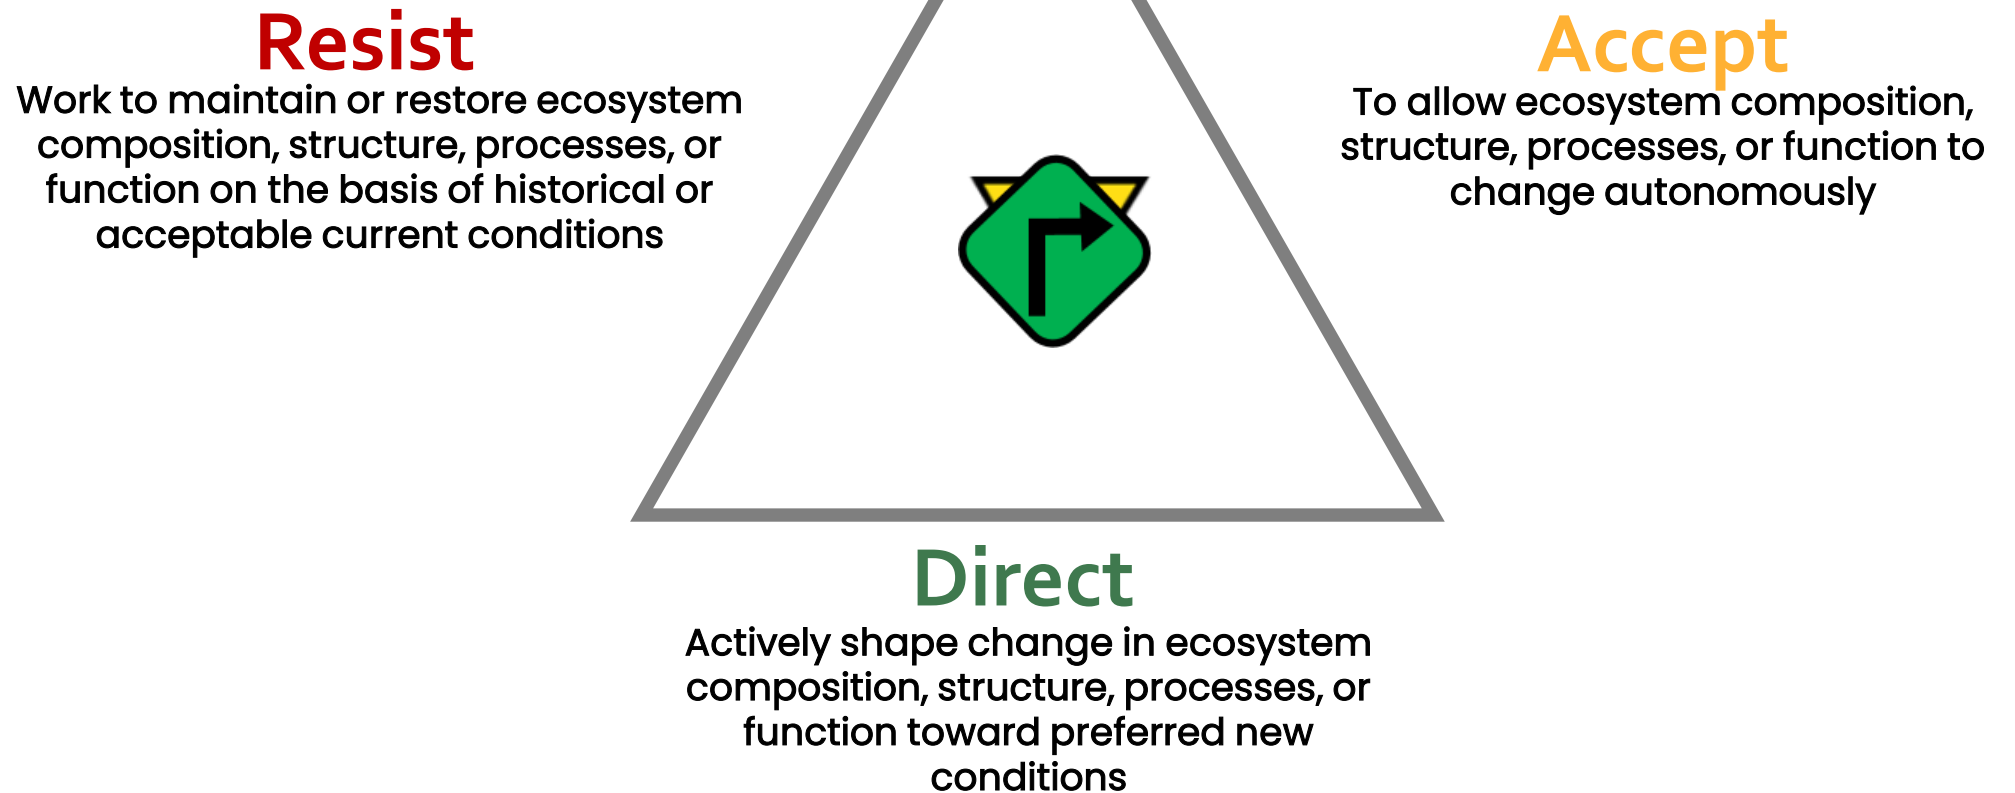 Resist
Work to maintain or restore ecosystem
composition, structure, processes, or
function on the basis of historical or
acceptable current conditions
Accept
To allow ecosystem composition,
structure, processes, or function to
change autonomously
Direct
Actively shape change in ecosystem
composition, structure, processes, or
function toward preferred new
conditions